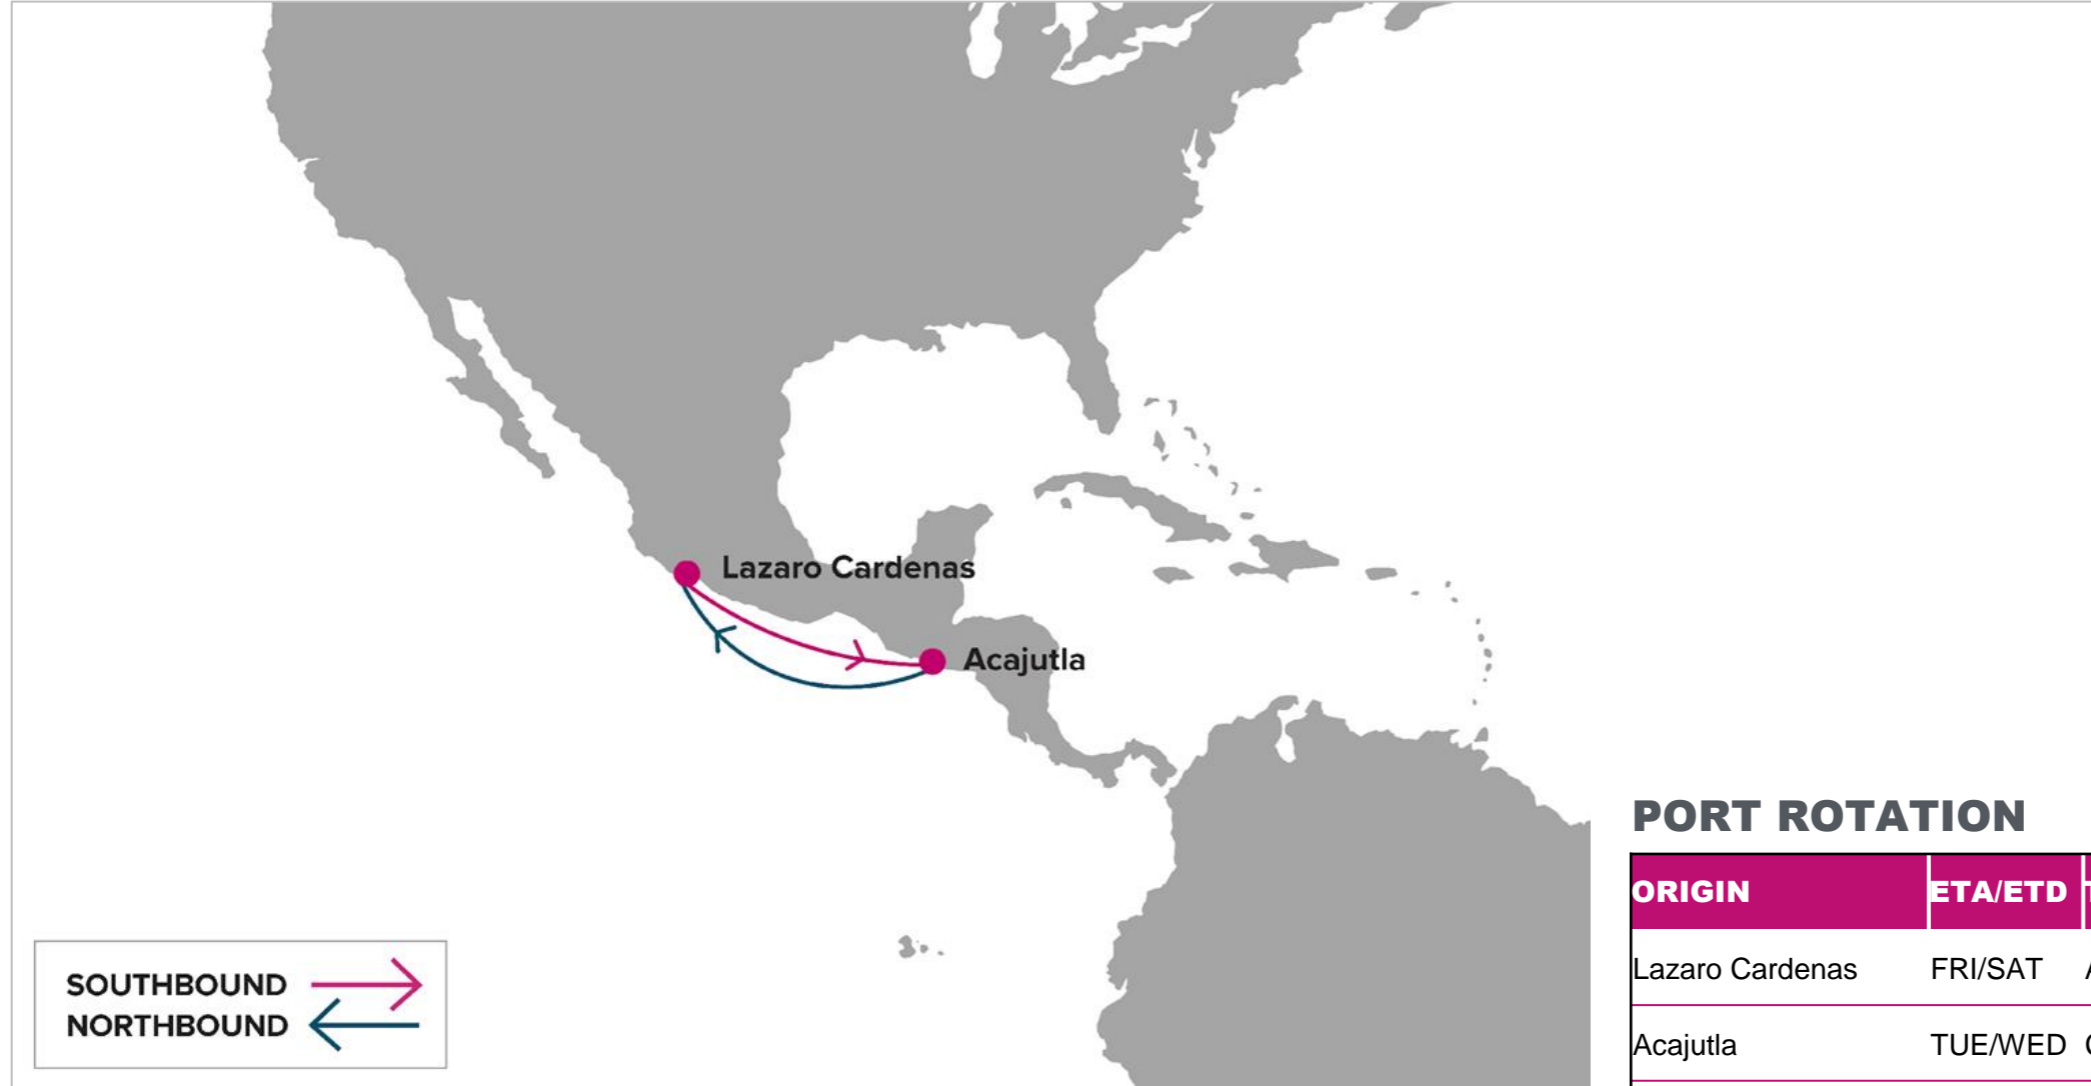 Lazaro Cardenas
Acajutla
SOUTHBOUND
NORTHBOUND
PORT ROTATION
ORIGIN ETA/ETD
Lazaro Cardenas FRI/SAT
Acajutla TUE/WED